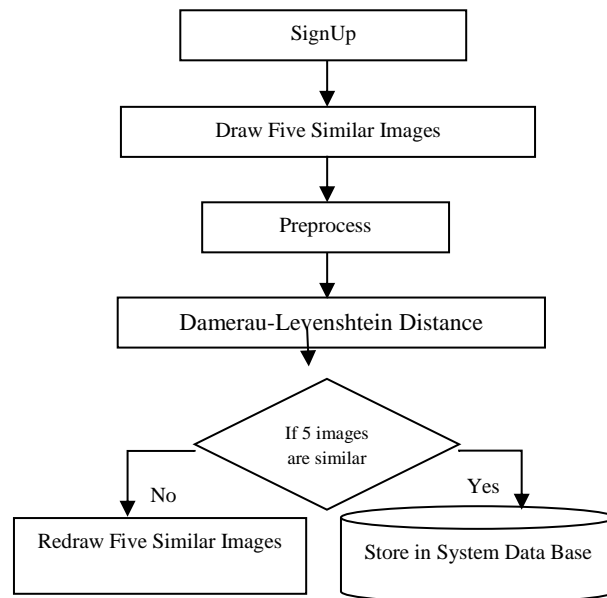 SignUp
Draw Five Similar Images
Preprocess
Damerau-Levenshtein Distance
If 5 images
are similar
No
Yes
Redraw Five Similar Images
Store in System Data Base